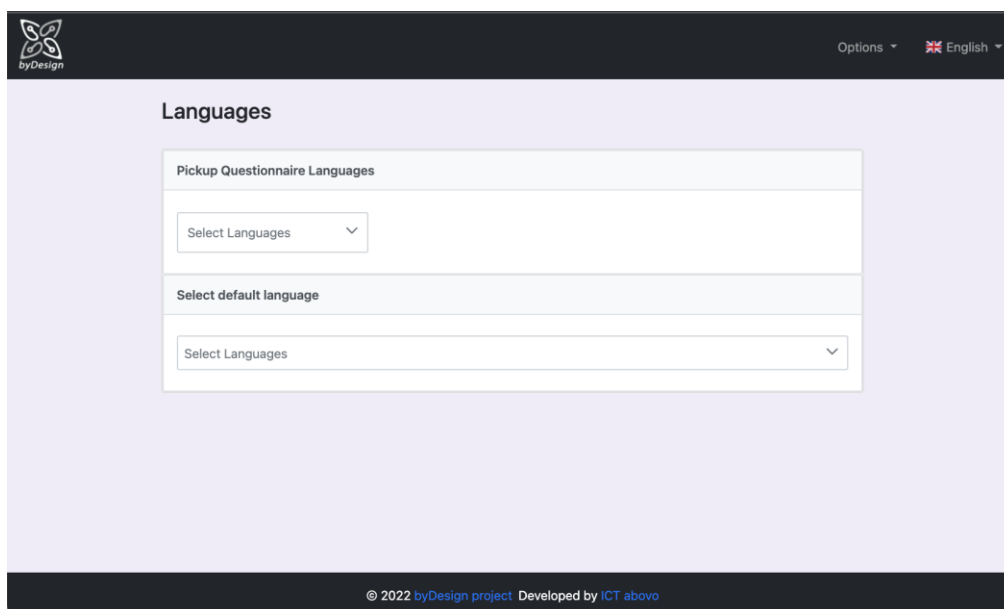 byDesign
Options
English
Languages
Pickup Questionnaire Languages
Select Languages
Select default language
Select Languages
© 2022 byDesign project Developed by ICT abovo